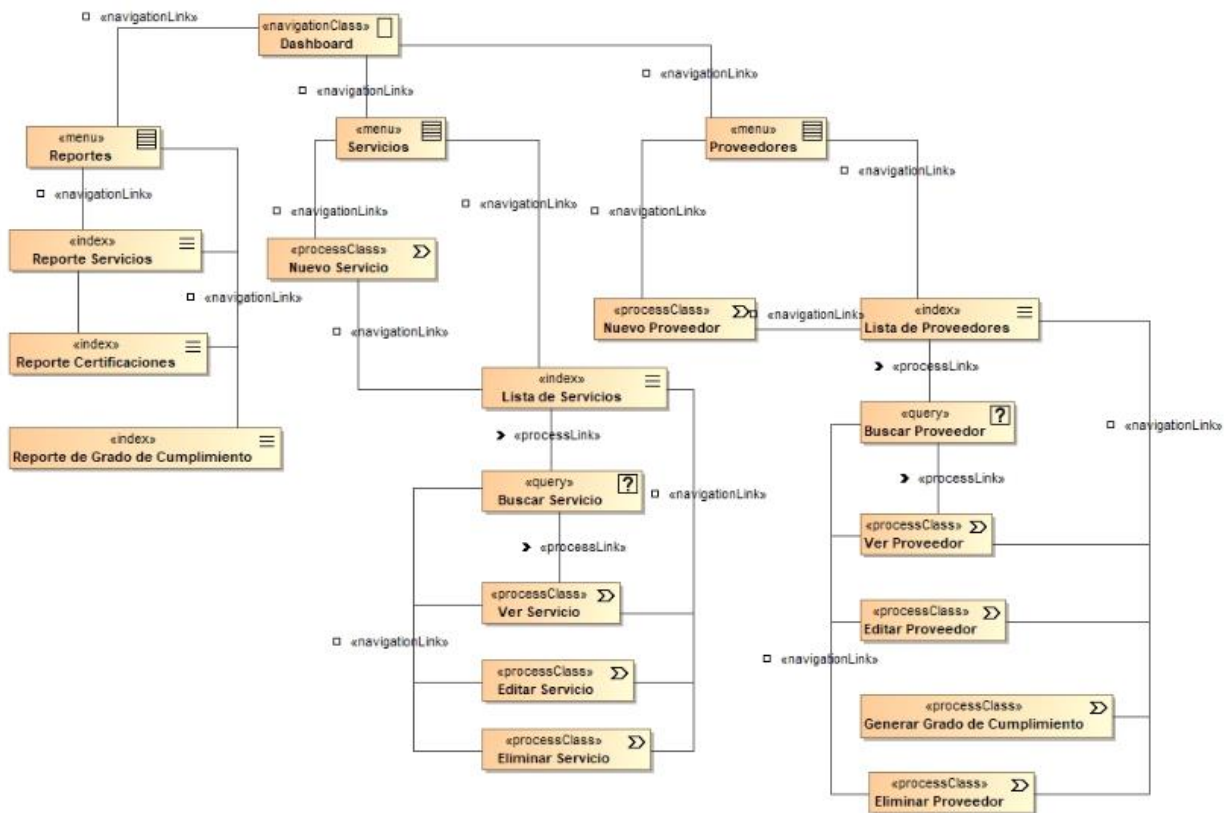 «navigationLink»
«navigationClass»
Dashboard
«navigationLink»
«navigationLink»
«menu»
Reportes
«menu»
Servicios
«menu»
Proveedores
«navigationLink»
«navigationLink»
«navigationLink»
«navigationLink»
«navigationLink»
«index»
Reporte Servicios
«processClass»
Nuevo Servicio
«navigationLink»
«processClass»
Nuevo Proveedor
«navigationLink»
«index»
Lista de Proveedores
«navigationLink»
«index»
Reporte Certificaciones
«index»
Lista de Servicios
«processLink»
«query»
Buscar Proveedor
«navigationLink»
«index»
Reporte de Grado de Cumplimiento
«processLink»
«query»
Buscar Servicio
«navigationLink»
«processLink»
«processClass»
Ver Proveedor
«processLink»
«processClass»
Ver Servicio
«processClass»
Editar Proveedor
«navigationLink»
«navigationLink»
«processClass»
Editar Servicio
«processClass»
Generar Grado de Cumplimiento
«processClass»
Eliminar Servicio
«processClass»
Eliminar Proveedor